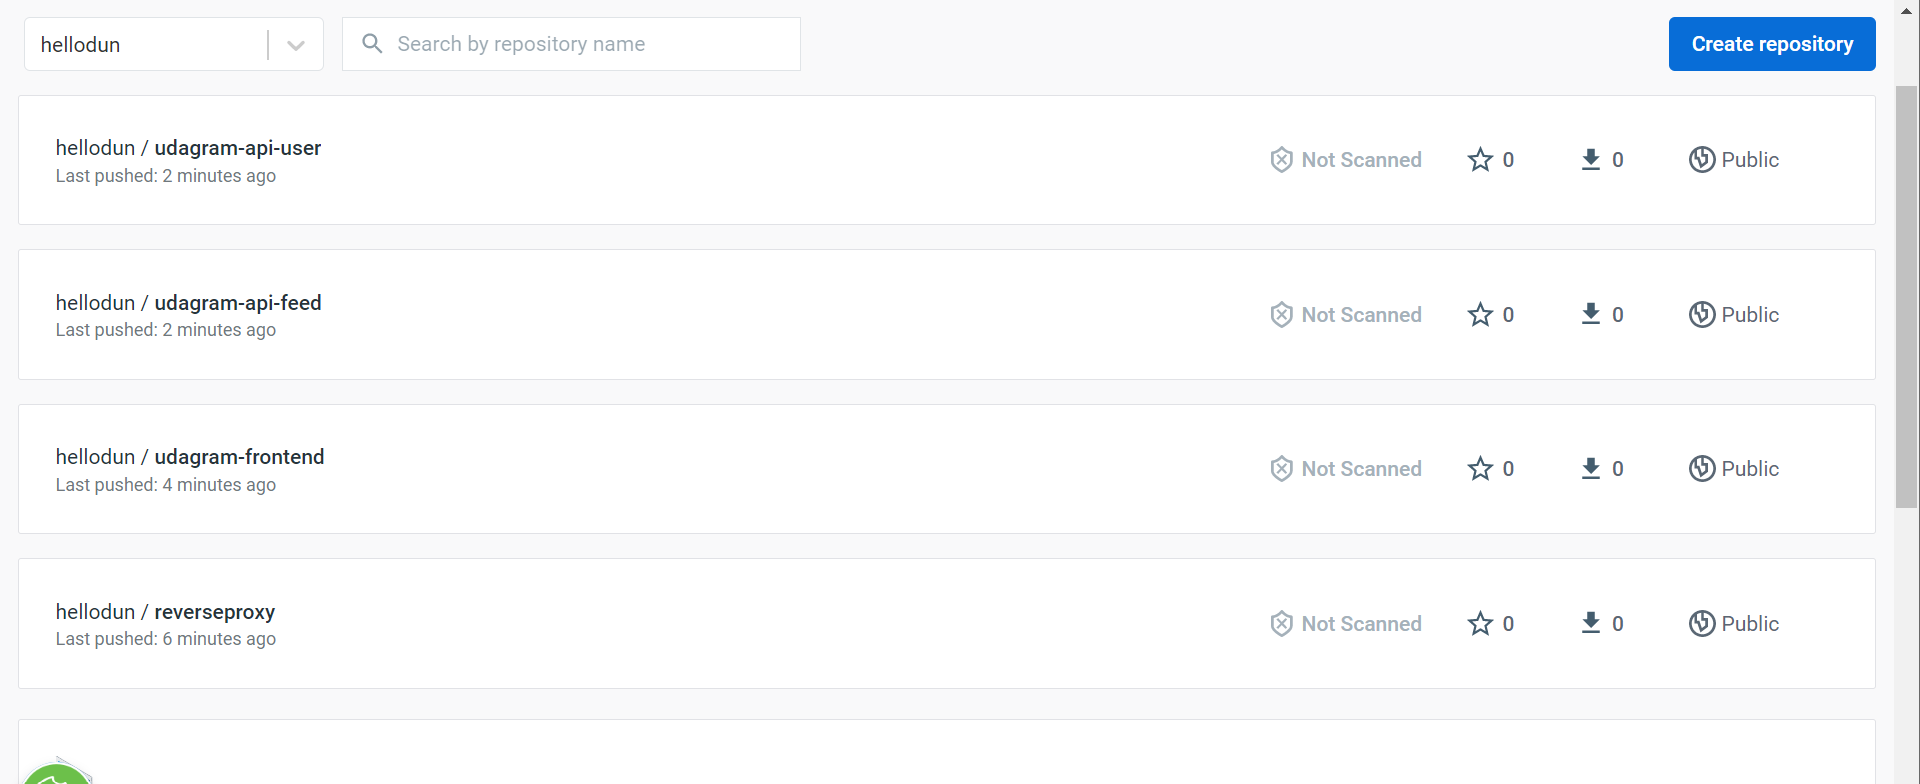 hellodun
Search by repository name
Create repository
hellodun / udagram-api-user
Last pushed: 2 minutes ago
Not Scanned
0
0
Public
hellodun / udagram-api-feed
Last pushed: 2 minutes ago
Not Scanned
0
0
Public
hellodun / udagram-frontend
Last pushed: 4 minutes ago
Not Scanned
0
0
Public
hellodun / reverseproxy
Last pushed: 6 minutes ago
Not Scanned
0
0
Public